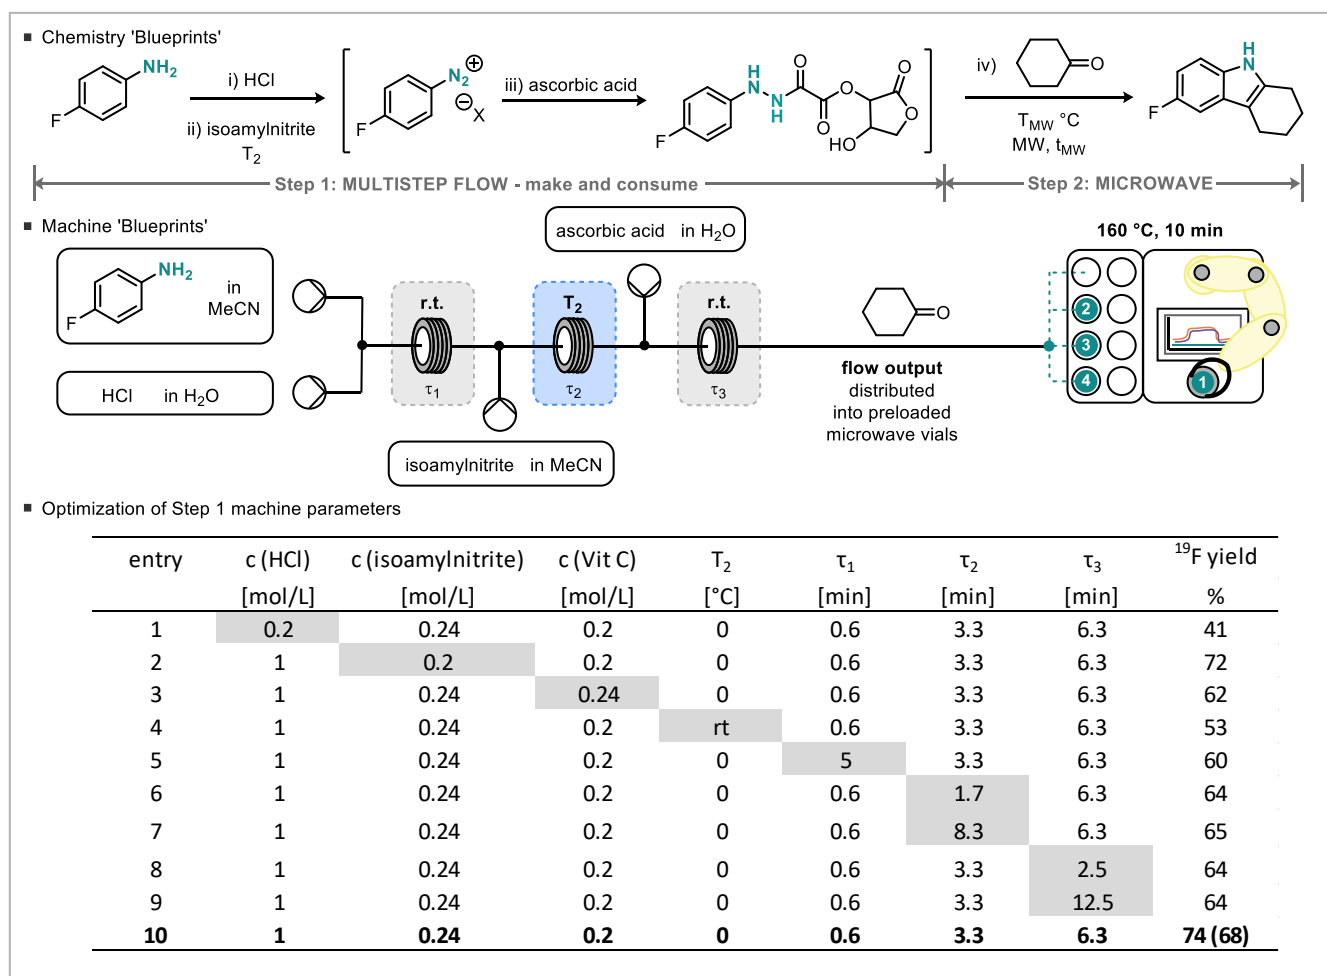 ■ Chemistry 'Blueprints'
NH2
F
i) HCl
ii) isoamylnitrite
T2
N2 ⊕
⊖X
F
iii) ascorbic acid
H
N
N
H
O
O
O
O
O
HO
F
iv)
O
TMW °C
MW, tMW
H
N
F
Step 1: MULTISTEP FLOW - make and consume
Step 2: MICROWAVE
■ Machine 'Blueprints'
NH2
F
in
MeCN
HCl in H2O
ascorbic acid in H2O
r.t.
τ1
T2
τ2
r.t.
τ3
isoamylnitrite in MeCN
O
flow output
distributed
into preloaded
microwave vials
160 °C, 10 min
2
3
4
1
■ Optimization of Step 1 machine parameters
entry c (HCl) c (isoamylnitrite) c (Vit C) T2 τ1 τ2 τ3 19F yield
[mol/L] [mol/L] [mol/L] [°C] [min] [min] [min] %
1 0.2 0.24 0.2 0 0.6 3.3 6.3 41
2 1 0.2 0.2 0 0.6 3.3 6.3 72
3 1 0.24 0.24 0 0.6 3.3 6.3 62
4 1 0.24 0.2 rt 0.6 3.3 6.3 53
5 1 0.24 0.2 0 5 3.3 6.3 60
6 1 0.24 0.2 0 0.6 1.7 6.3 64
7 1 0.24 0.2 0 0.6 8.3 6.3 65
8 1 0.24 0.2 0 0.6 3.3 2.5 64
9 1 0.24 0.2 0 0.6 3.3 12.5 64
10 1 0.24 0.2 0 0.6 3.3 6.3 74 (68)